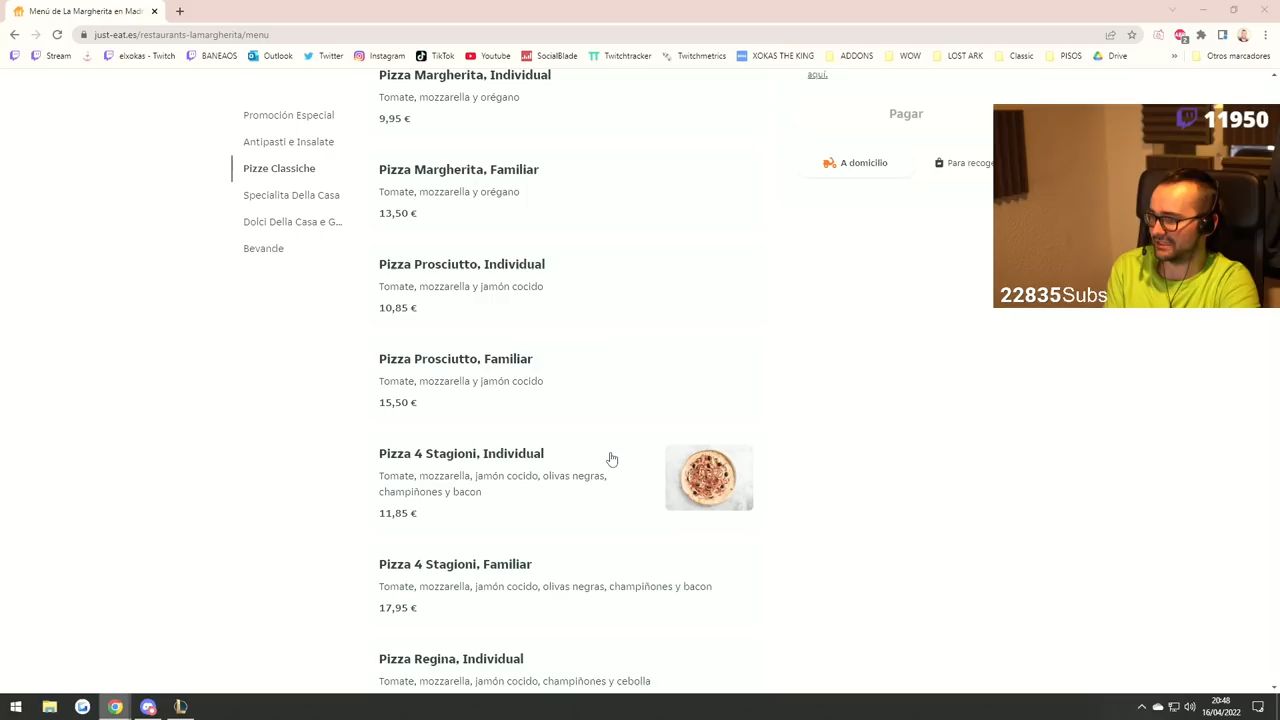 Menú de La Margherita en Madr
just-eat.es/restaurants-lamargherita/menu
2
Stream
elxokas - Twitch
BANEAOS
Outlook
Twitter
Instagram
TikTok
Youtube
SocialBlade
Twitchtracker
Twitchmetrics
XOKAS THE KING
ADDONS
WOW
LOST ARK
Classic
PISOS
Drive
»
Otros marcadores
Promoción Especial
Antipasti e Insalate
Pizze Classiche
Specialita Della Casa
Dolci Della Casa e G...
Bevande
Pizza Margherita, Individual
Tomate, mozzarella y orégano
9,95 €
Pizza Margherita, Familiar
Tomate, mozzarella y orégano
13,50 €
Pizza Prosciutto, Individual
Tomate, mozzarella y jamón cocido
10,85 €
Pizza Prosciutto, Familiar
Tomate, mozzarella y jamón cocido
15,50 €
Pizza 4 Stagioni, Individual
Tomate, mozzarella, jamón cocido, olivas negras,
champiñones y bacon
11,85 €
Pizza 4 Stagioni, Familiar
Tomate, mozzarella, jamón cocido, olivas negras, champiñones y bacon
17,95 €
Pizza Regina, Individual
Tomate, mozzarella, jamón cocido, champiñones y cebolla
aquí.
Pagar
A domicilio
Para recoge
11950
22835Subs
20:48
16/04/2022